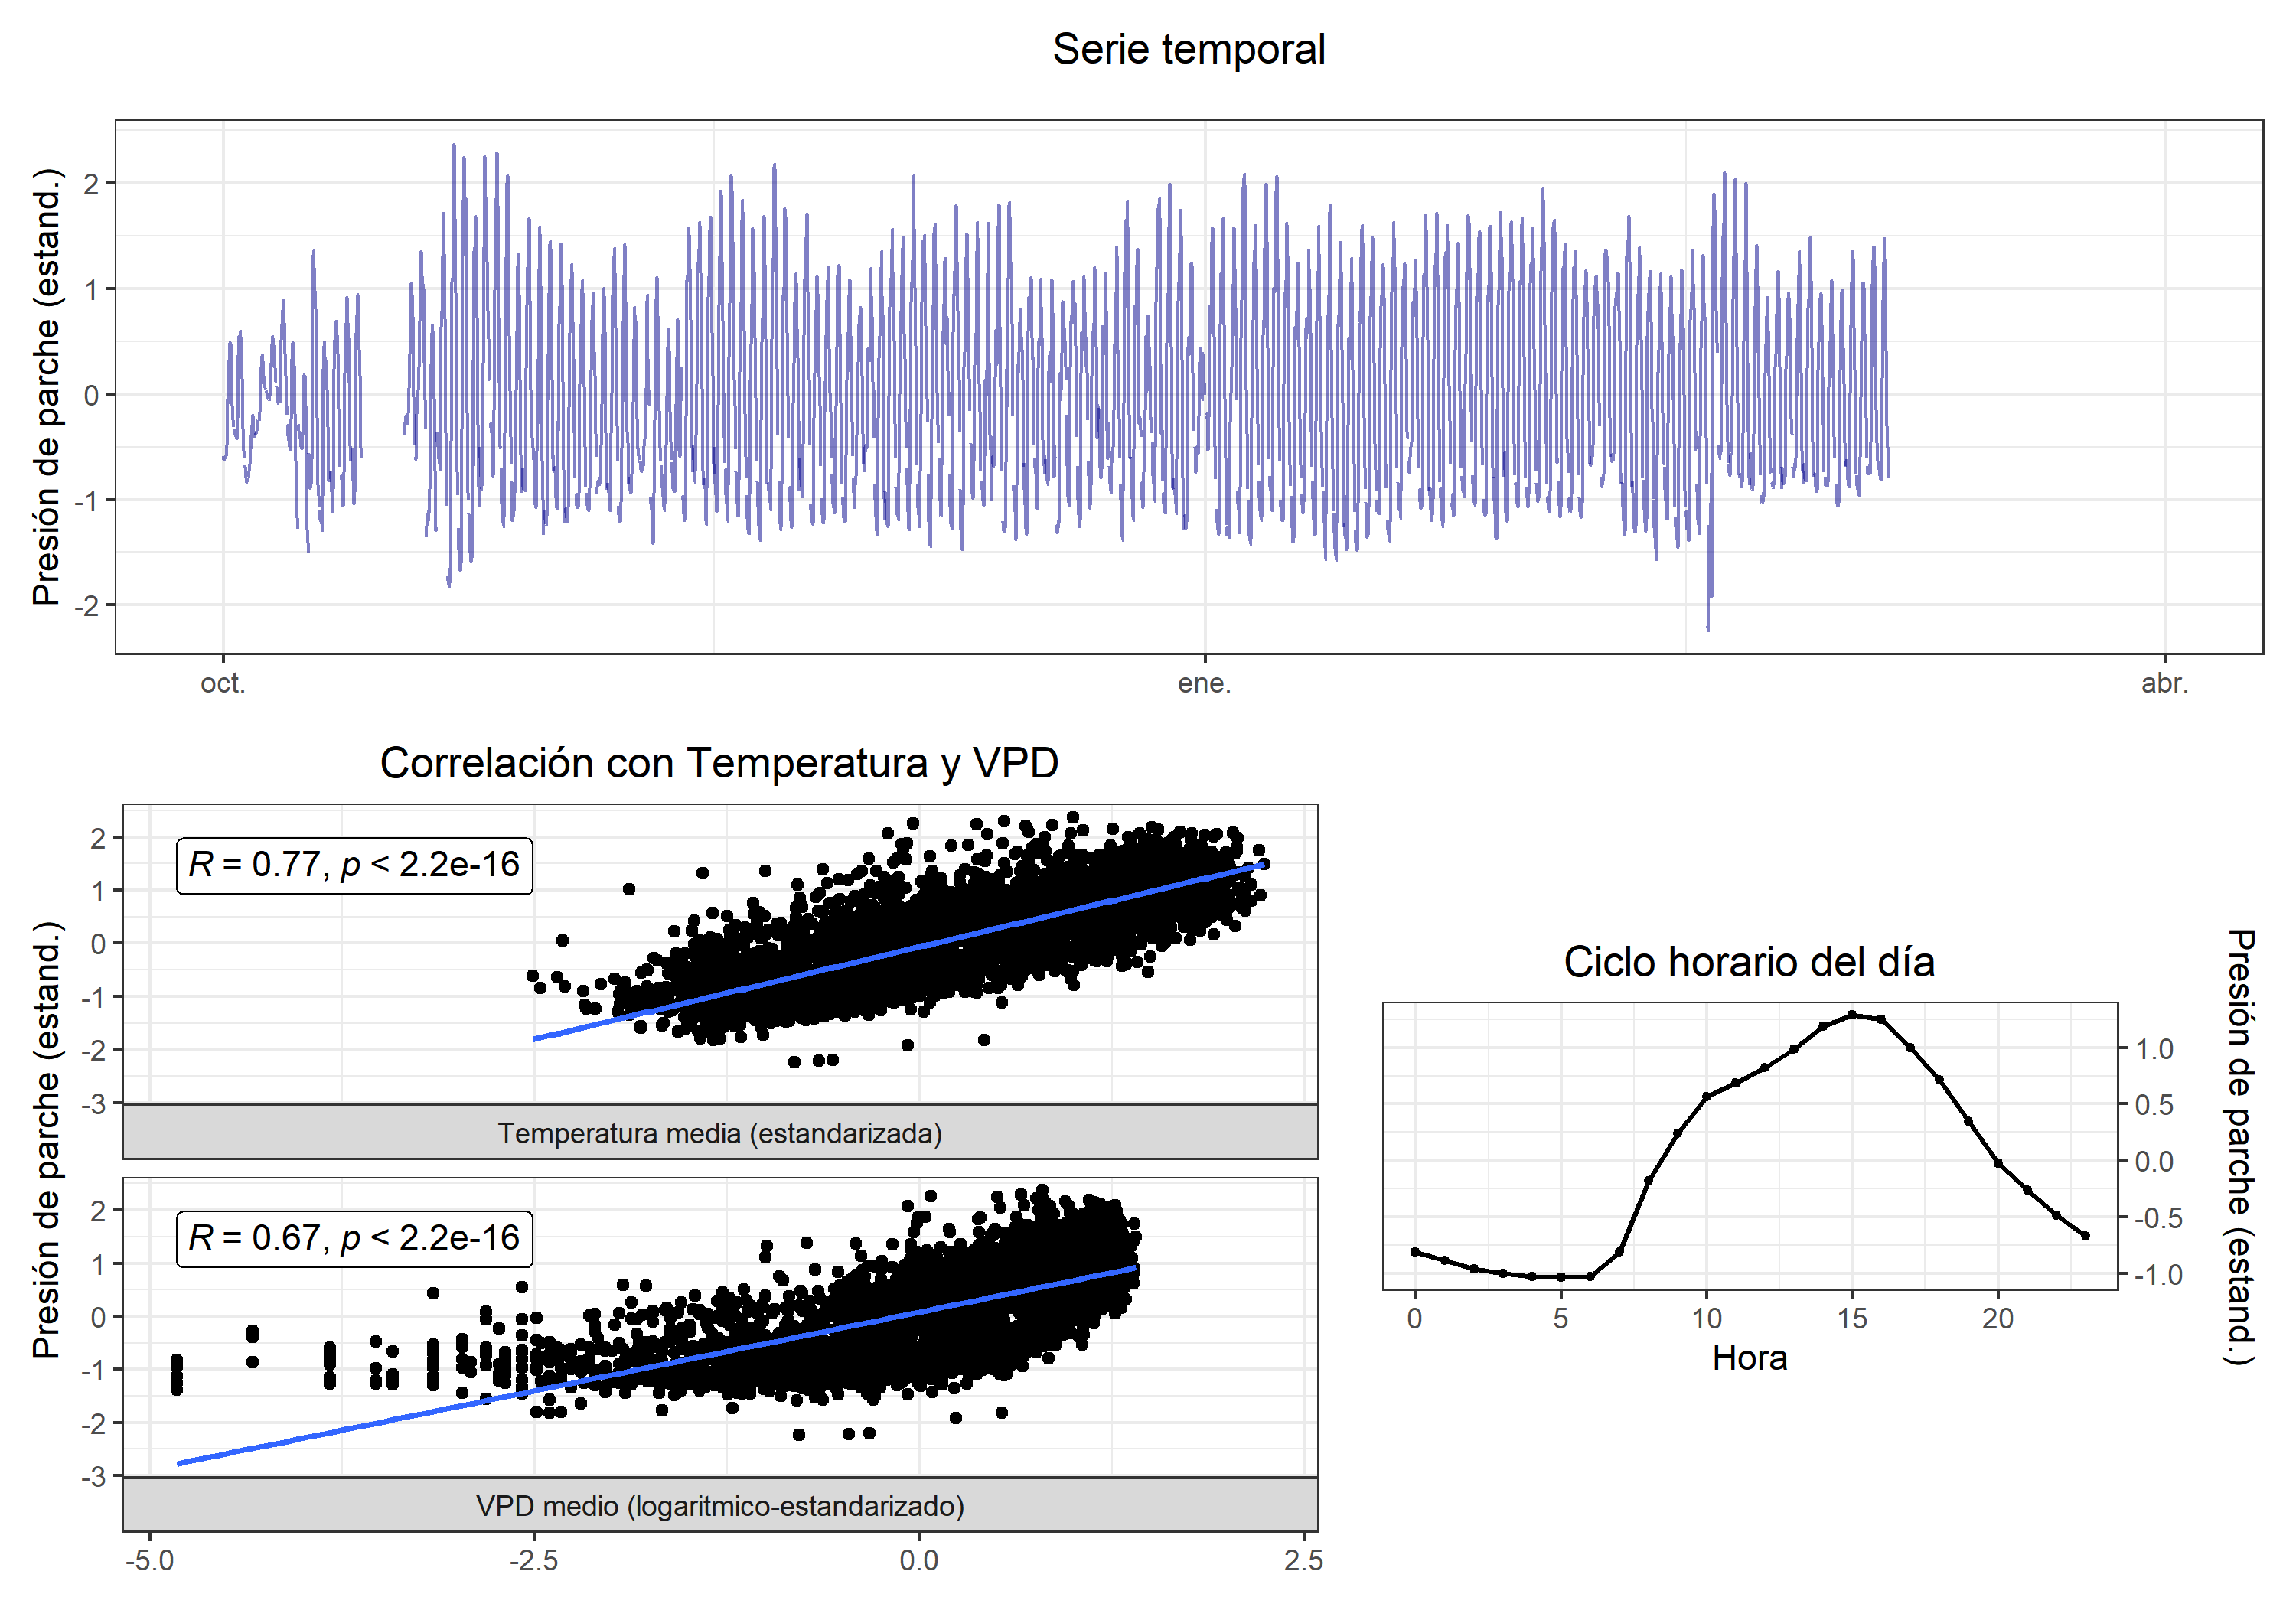 Serie temporal
Presión de parche (estand.)
2
1
0
-1
-2
oct.
ene.
abr.
Correlación con Temperatura y VPD
Presión de parche (estand.)
2
1
0
-1
-2
-3
R = 0.77, p < 2.2e-16
Temperatura media (estandarizada)
2
1
0
-1
-2
-3
R = 0.67, p < 2.2e-16
VPD medio (logaritmico-estandarizado)
-5.0
-2.5
0.0
2.5
Ciclo horario del día
1.0
0.5
0.0
-0.5
-1.0
Presión de parche (estand.)
0
5
10
15
20
Hora